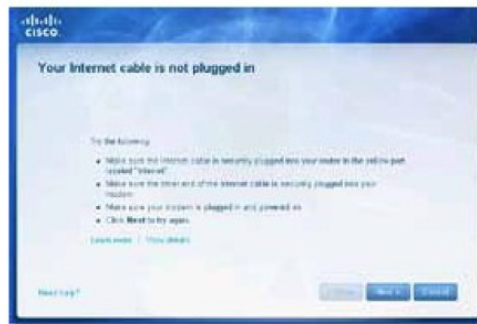 CISCO.
Your Internet cable is not plugged in
Try the following:
• Make sure the Internet cable is securely plugged into your router in the yellow port
labeled "Internet".
• Make sure the other end of the Internet cable is securely plugged into your
modem.
• Make sure your modem is plugged in and powered on.
• Click Next to try again.
Learn more | View details
Need help?
Next
Cancel